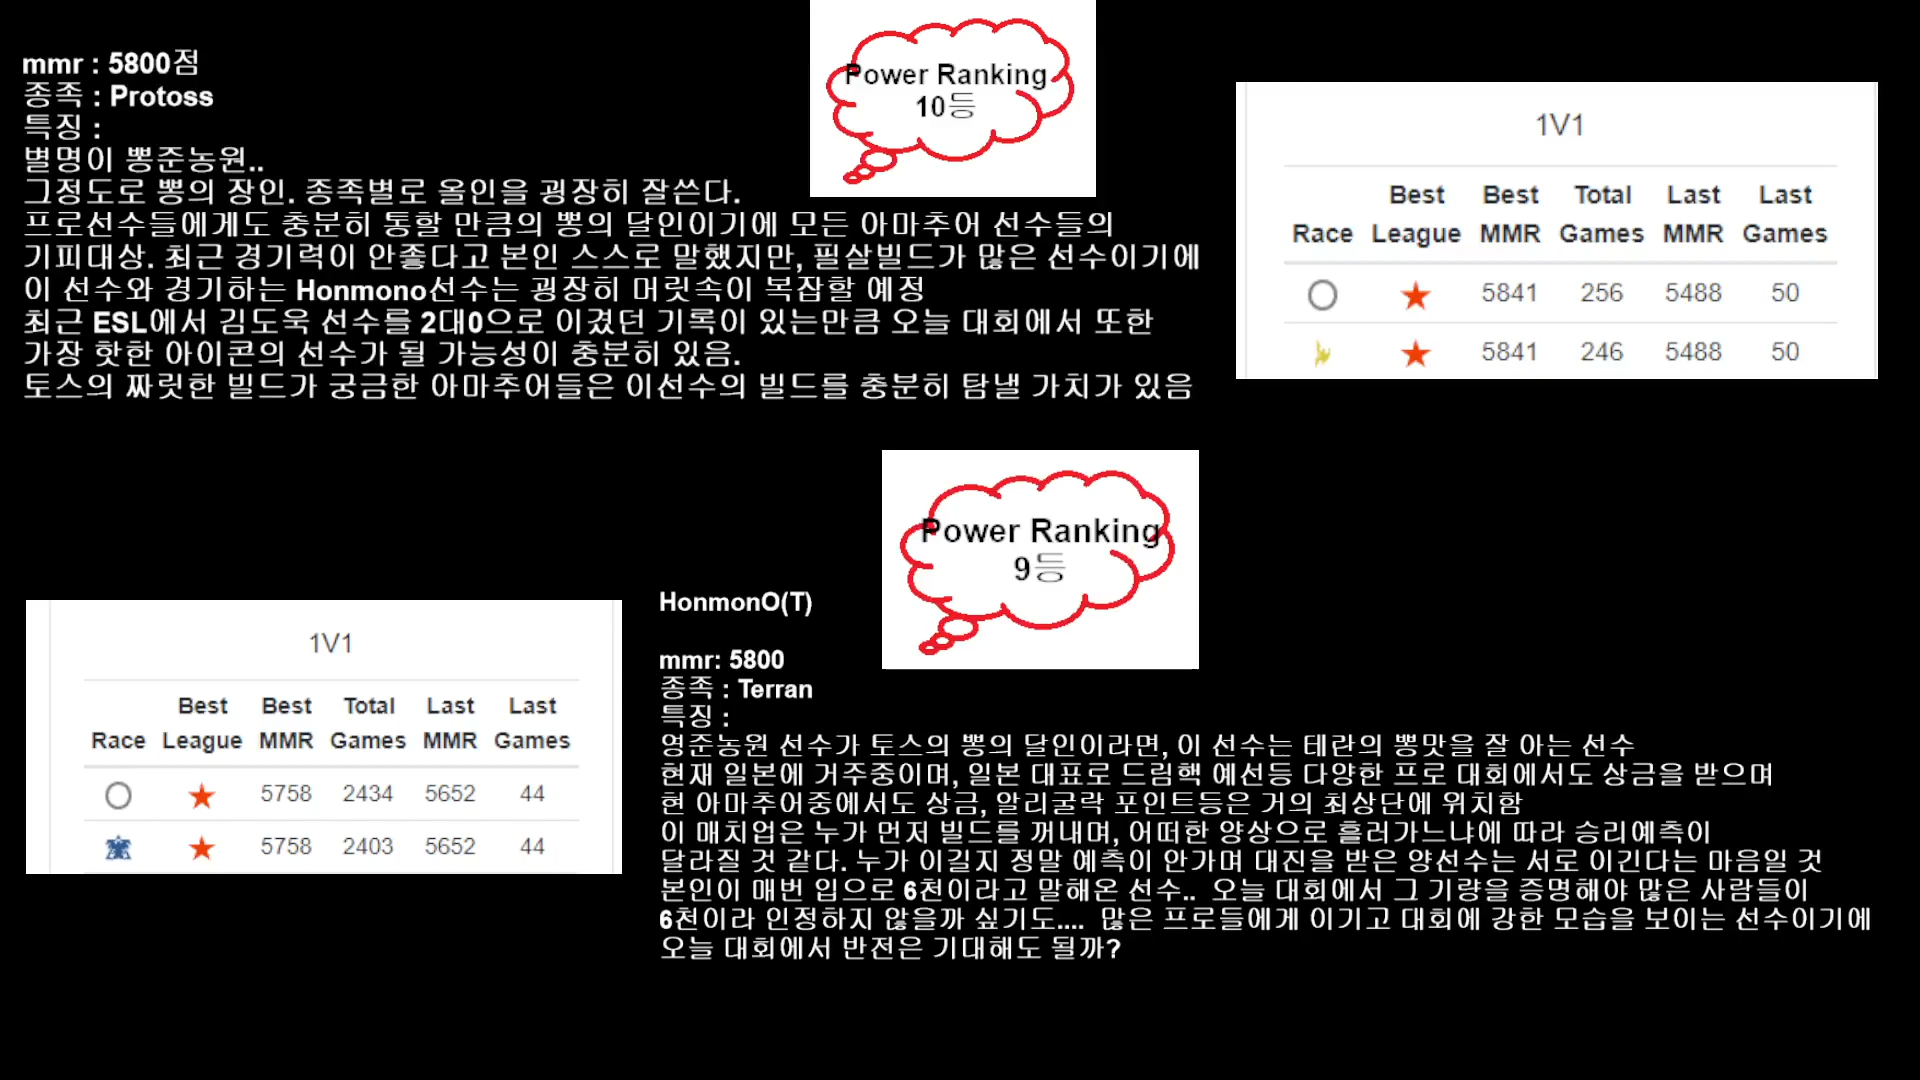 mmr : 5800점
종족 : Protoss
특징 :
별명이 뽕준농원..
그정도로 뽕의 장인. 종족별로 올인을 굉장히 잘쓴다.
프로선수들에게도 충분히 통할 만큼의 뽕의 달인이기에 모든 아마추어 선수들의
기피대상. 최근 경기력이 안좋다고 본인 스스로 말했지만, 필살빌드가 많은 선수이기에
이 선수와 경기하는 Honmono선수는 굉장히 머릿속이 복잡할 예정
최근 ESL에서 김도욱 선수를 2대0으로 이겼던 기록이 있는만큼 오늘 대회에서 또한
가장 핫한 아이콘의 선수가 될 가능성이 충분히 있음.
토스의 짜릿한 빌드가 궁금한 아마추어들은 이선수의 빌드를 충분히 탐낼 가치가 있음
Power Ranking
10등
1V1
Race Best League Best MMR Total Games Last MMR Last Games
5841 256 5488 50
5841 246 5488 50
Power Ranking
9등
1V1
Race Best League Best MMR Total Games Last MMR Last Games
5758 2434 5652 44
5758 2403 5652 44
HonmonO(T)
mmr: 5800
종족 : Terran
특징 :
영준농원 선수가 토스의 뽕의 달인이라면, 이 선수는 테란의 뽕맛을 잘 아는 선수
현재 일본에 거주중이며, 일본 대표로 드림핵 예선등 다양한 프로 대회에서도 상금을 받으며
현 아마추어중에서도 상금, 알리굴락 포인트등은 거의 최상단에 위치함
이 매치업은 누가 먼저 빌드를 꺼내며, 어떠한 양상으로 흘러가느냐에 따라 승리예측이
달라질 것 같다. 누가 이길지 정말 예측이 안가며 대진을 받은 양선수는 서로 이긴다는 마음일 것
본인이 매번 입으로 6천이라고 말해온 선수.. 오늘 대회에서 그 기량을 증명해야 많은 사람들이
6천이라 인정하지 않을까 싶기도.... 많은 프로들에게 이기고 대회에 강한 모습을 보이는 선수이기에
오늘 대회에서 반전은 기대해도 될까?